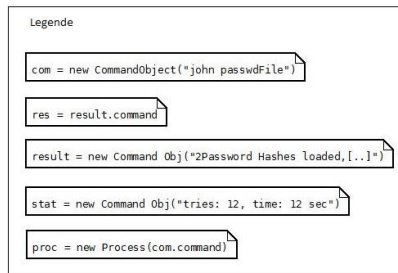 Legende
com = new CommandObject("john passwdFile")
res = result.command
result = new Command Obj("2Password Hashes loaded,[..]")
stat = new Command Obj("tries: 12, time: 12 sec")
proc = new Process(com.command)